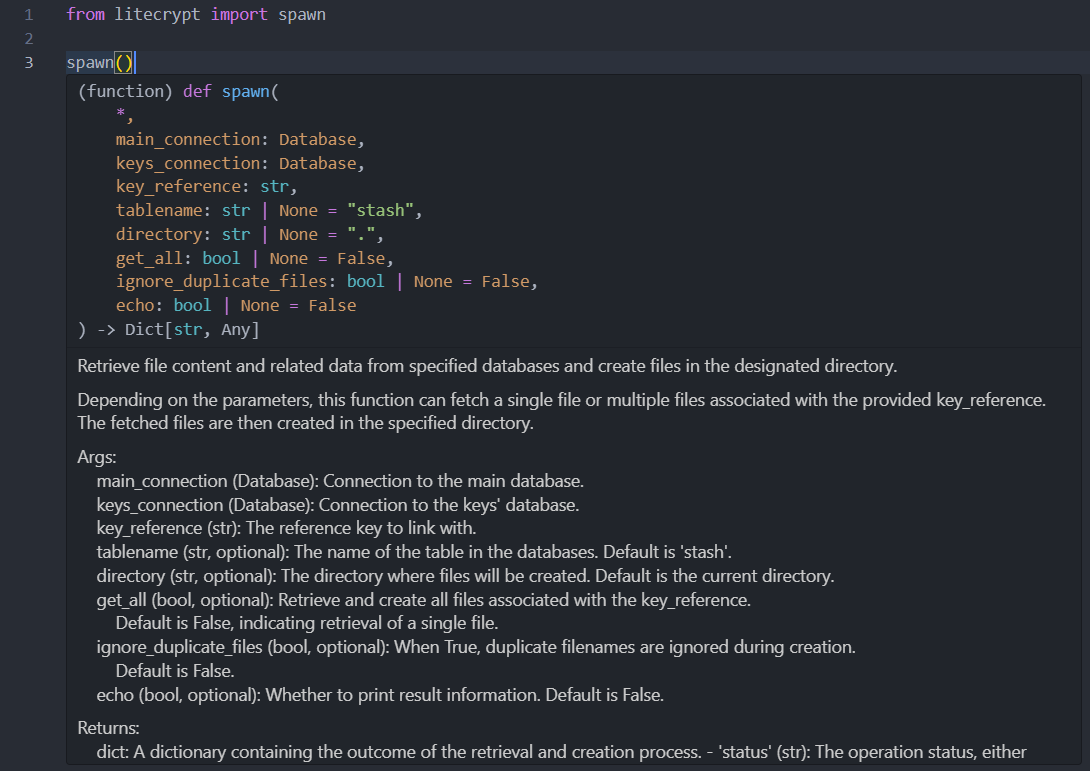 1 from litecrypt import spawn
2
3 spawn()
(function) def spawn(
*,
main_connection: Database,
keys_connection: Database,
key_reference: str,
tablename: str | None = "stash",
directory: str | None = ".",
get_all: bool | None = False,
ignore_duplicate_files: bool | None = False,
echo: bool | None = False
) -> Dict[str, Any]
Retrieve file content and related data from specified databases and create files in the designated directory.
Depending on the parameters, this function can fetch a single file or multiple files associated with the provided key_reference.
The fetched files are then created in the specified directory.
Args:
main_connection (Database): Connection to the main database.
keys_connection (Database): Connection to the keys' database.
key_reference (str): The reference key to link with.
tablename (str, optional): The name of the table in the databases. Default is 'stash'.
directory (str, optional): The directory where files will be created. Default is the current directory.
get_all (bool, optional): Retrieve and create all files associated with the key_reference.
Default is False, indicating retrieval of a single file.
ignore_duplicate_files (bool, optional): When True, duplicate filenames are ignored during creation.
Default is False.
echo (bool, optional): Whether to print result information. Default is False.
Returns:
dict: A dictionary containing the outcome of the retrieval and creation process. - 'status' (str): The operation status, either